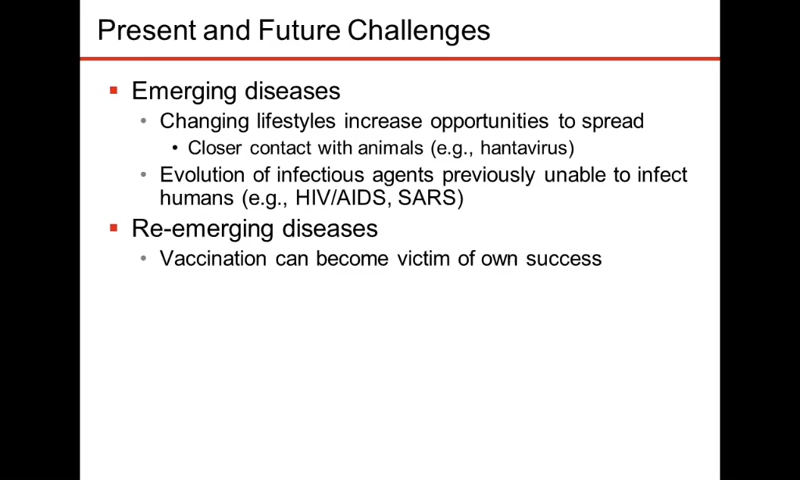 Present and Future Challenges
Emerging diseases
Changing lifestyles increase opportunities to spread
Closer contact with animals (e.g., hantavirus)
Evolution of infectious agents previously unable to infect
humans (e.g., HIV/AIDS, SARS)
Re-emerging diseases
Vaccination can become victim of own success